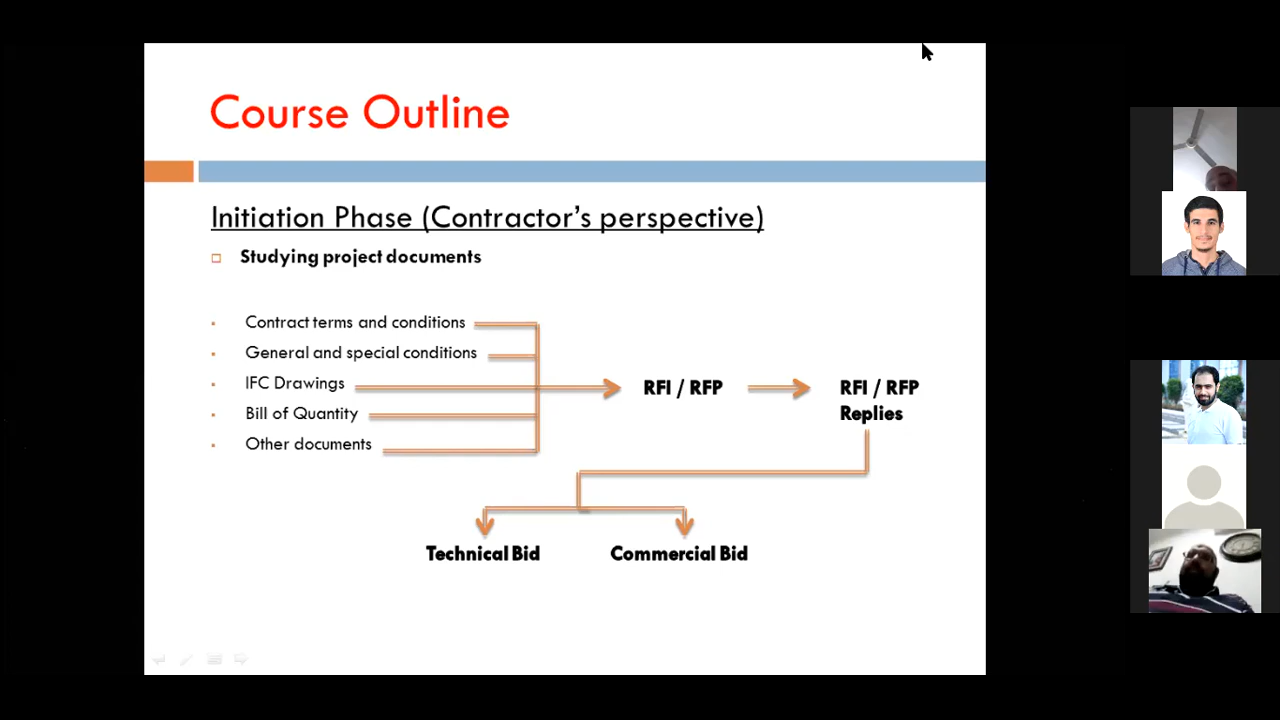 Course Outline
Initiation Phase (Contractor's perspective)
Studying project documents
Contract terms and conditions
General and special conditions
IFC Drawings
Bill of Quantity
Other documents
RFI / RFP
RFI / RFP
Replies
Technical Bid
Commercial Bid